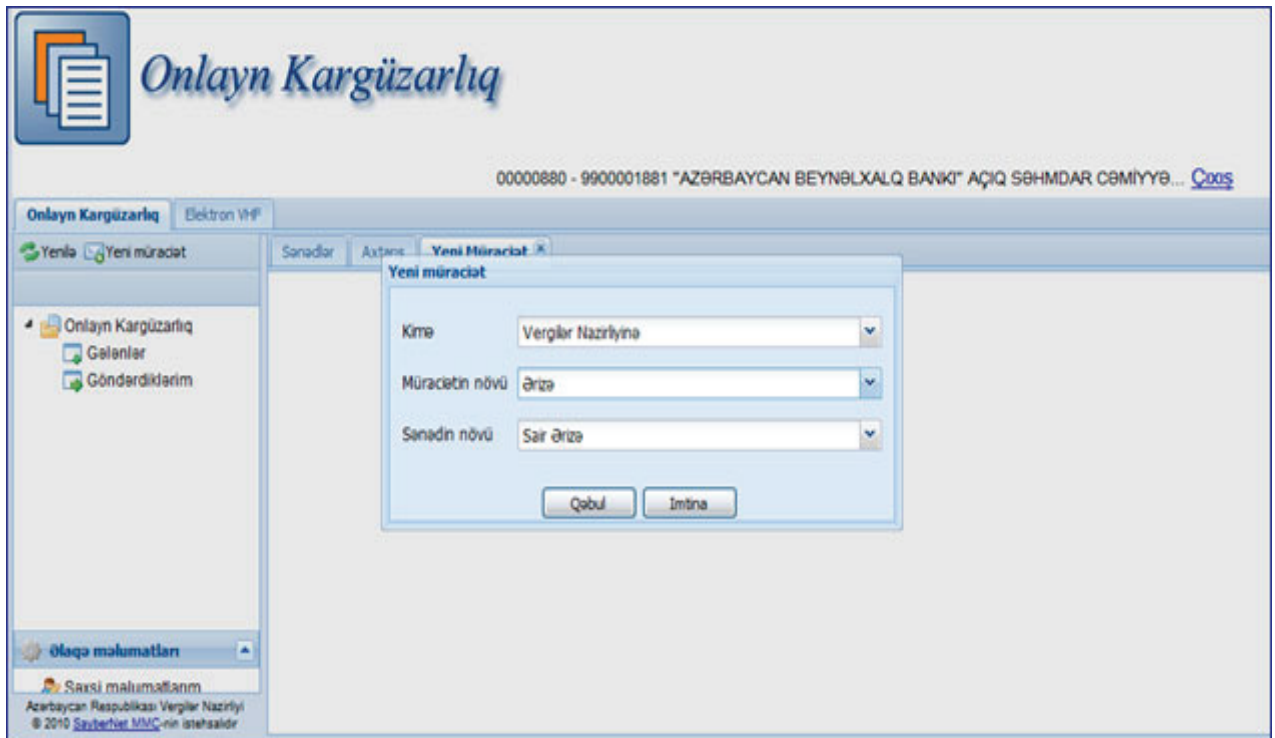 Onlayn Kargüzarlıq
00000880 - 9900001881 "AZƏRBAYCAN BEYNƏLXALQ BANKI" AÇIQ SƏHMDAR CƏMİYYƏ... Çıxış
Onlayn Kargüzarlıq Elektron VHF
Yenilə Yeni müraciət
Sənədlər Axtarış Yeni Müraciət
Yeni müraciət
Kimə Vergilər Nazirliyinə
Müraciətin növü Ərizə
Sənədin növü Sair Ərizə
Qəbul Imtina
Onlayn Kargüzarlıq
Gələnlər
Göndərdiklərim
Əlaqə məlumatları
Şəxsi məlumatlarım
Azərbaycan Respublikası Vergilər Nazirliyi
© 2010 SayberNet MMC-nin istehsalıdır